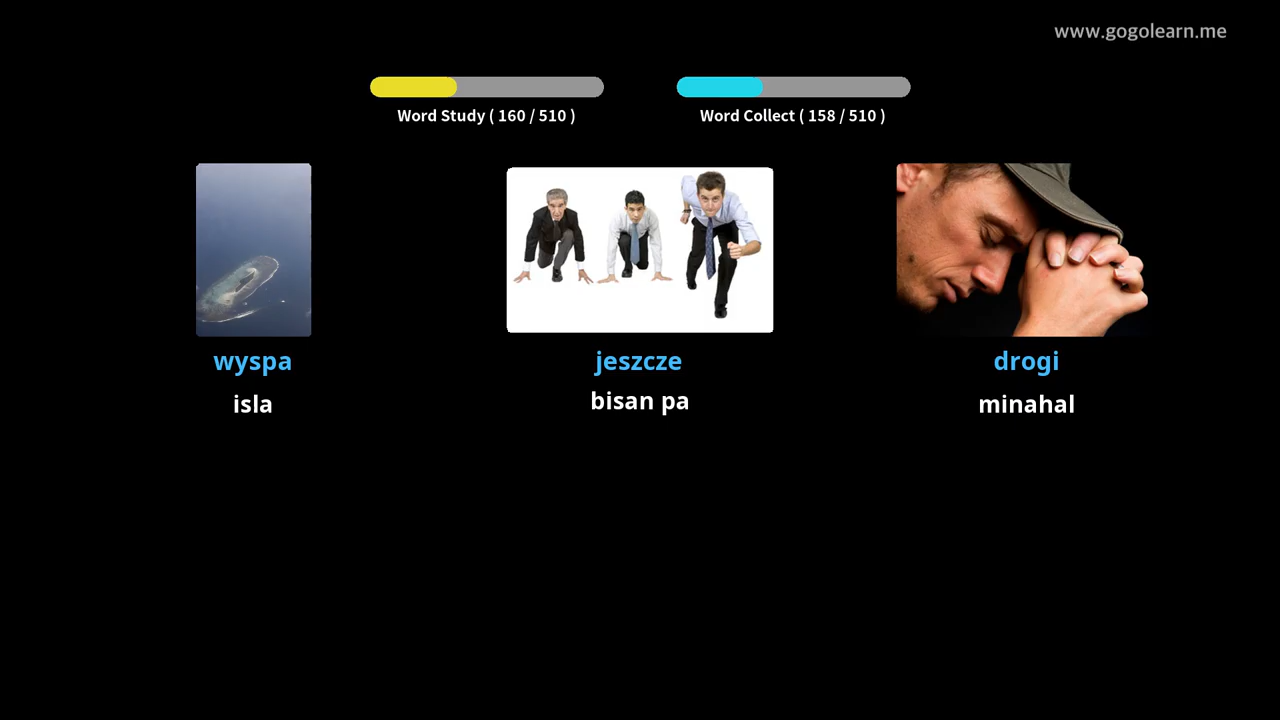 www.gogolearn.me
Word Study ( 160 / 510 )
Word Collect ( 158 / 510 )
wyspa
jeszcze
drogi
isla
bisan pa
minahal